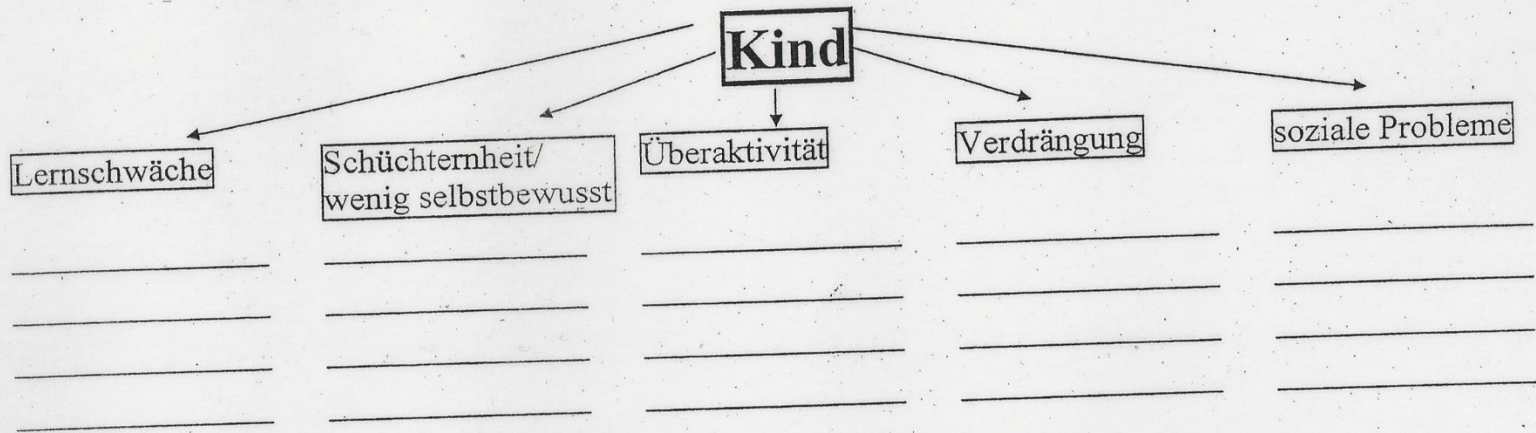 Kind
Lernschwäche
Schüchternheit/
wenig selbstbewusst
Überaktivität
Verdrängung
soziale Probleme